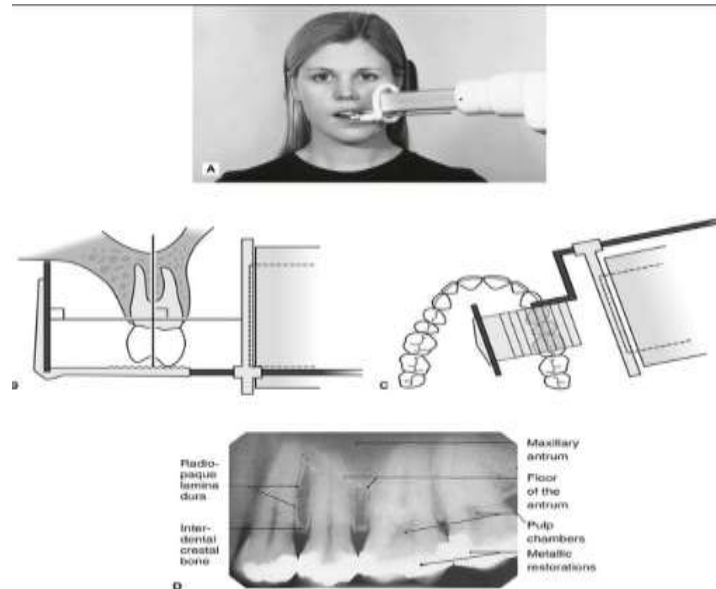 A
B
C
Radio-
paque
lamina
dura
Inter-
dental
crestal
bone
Maxillary
antrum
Floor
of the
antrum
Pulp
chambers
Metallic
restorations
D